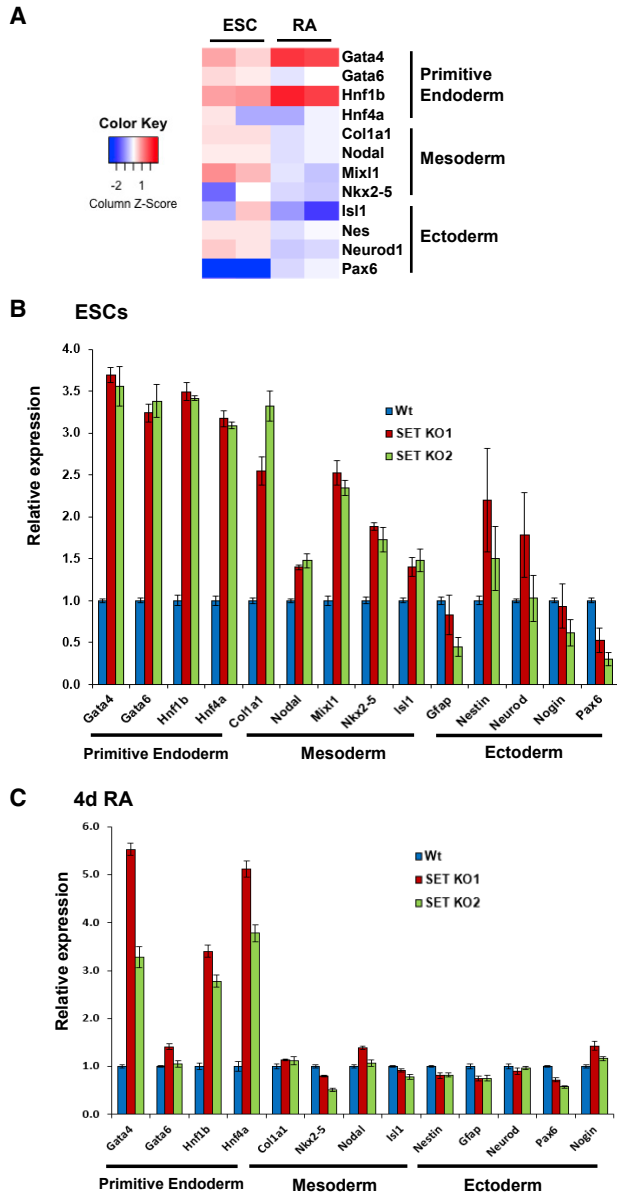 A
ESC RA
Gata4
Gata6
Hnf1b
Hnf4a
Col1a1
Nodal
Mixl1
Nkx2-5
Isl1
Nes
Neurod1
Pax6
Primitive
Endoderm
Mesoderm
Ectoderm
Color Key
-2 1
Column Z-Score
B ESCs
Relative expression
4.0
3.5
3.0
2.5
2.0
1.5
1.0
0.5
0.0
Wt
SET KO1
SET KO2
Gata4 Gata6 Hnf1b Hnf4a Col1a1 Nodal Mixl1 Nkx2-5 Isl1 Gfap Nestin Neurod Nogin Pax6
Primitive Endoderm Mesoderm Ectoderm
C 4d RA
Relative expression
6.0
5.0
4.0
3.0
2.0
1.0
0.0
Wt
SET KO1
SET KO2
Gata4 Gata6 Hnf1b Hnf4a Col1a1 Nkx2-5 Nodal Isl1 Nestin Gfap Neurod Pax6 Nogin
Primitive Endoderm Mesoderm Ectoderm